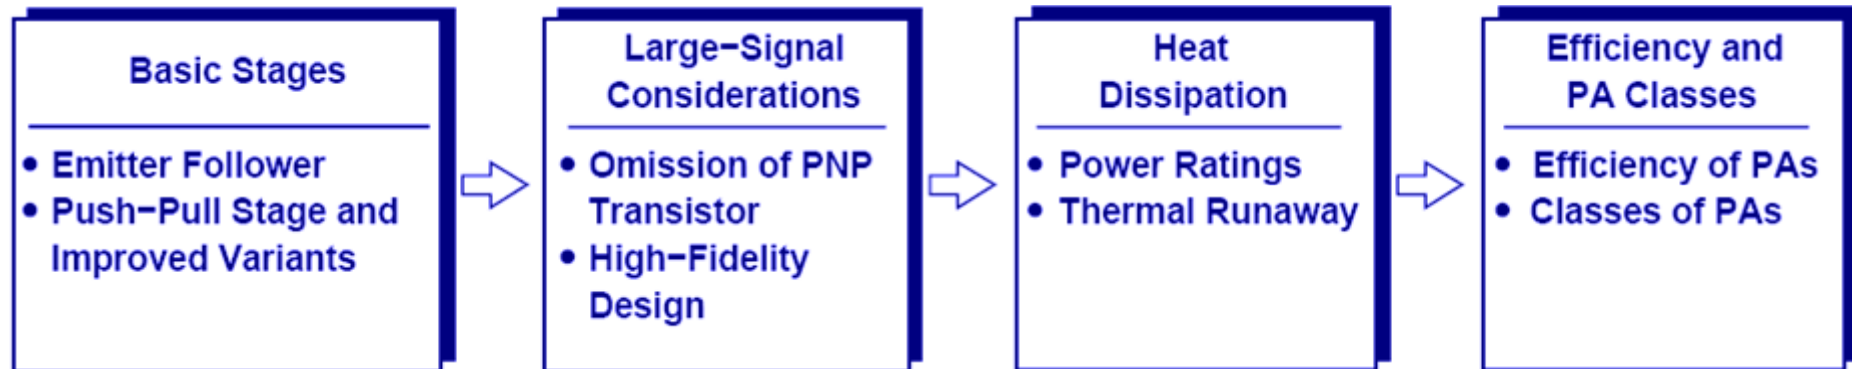 Basic Stages
• Emitter Follower
• Push-Pull Stage and
Improved Variants
Large-Signal
Considerations
• Omission of PNP
Transistor
• High-Fidelity
Design
Heat
Dissipation
• Power Ratings
• Thermal Runaway
Efficiency and
PA Classes
• Efficiency of PAs
• Classes of PAs